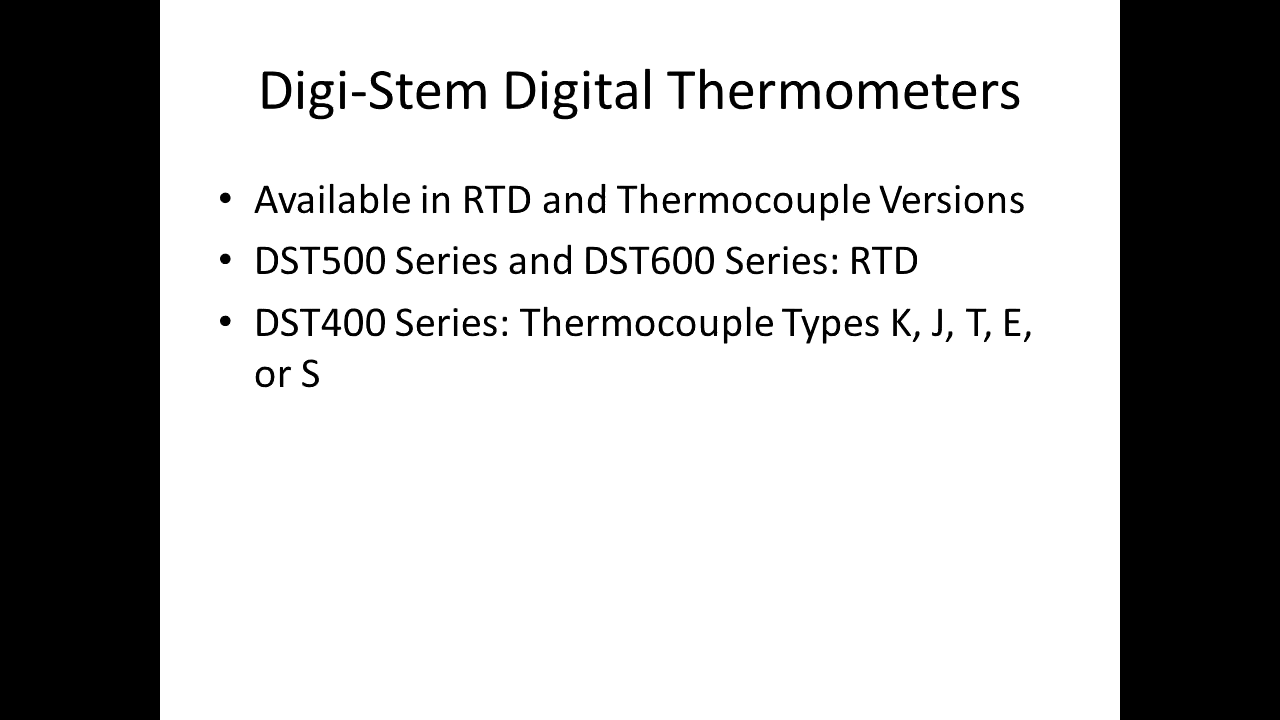 Digi-Stem Digital Thermometers
• Available in RTD and Thermocouple Versions
• DST500 Series and DST600 Series: RTD
• DST400 Series: Thermocouple Types K, J, T, E,
or S